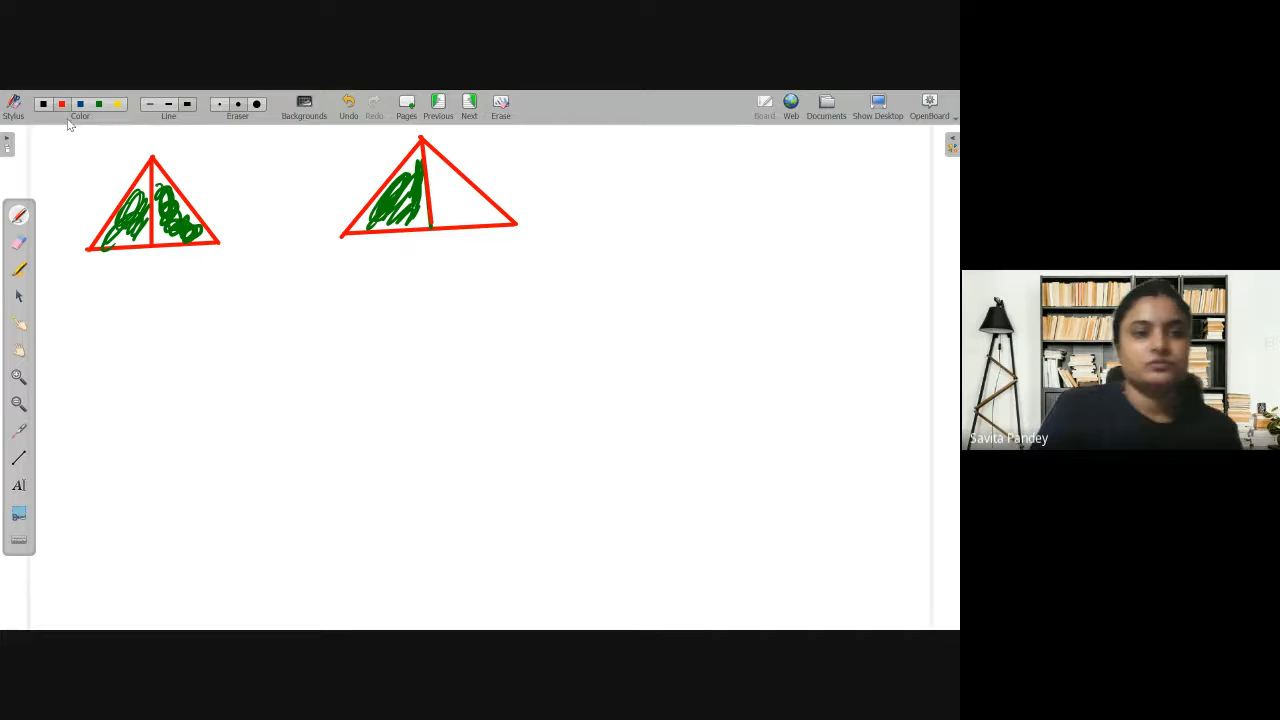 Stylus Color Line Eraser Backgrounds Undo Redo Pages Previous Next Erase Board Web Documents Show Desktop OpenBoard
AI
Savita Pandey